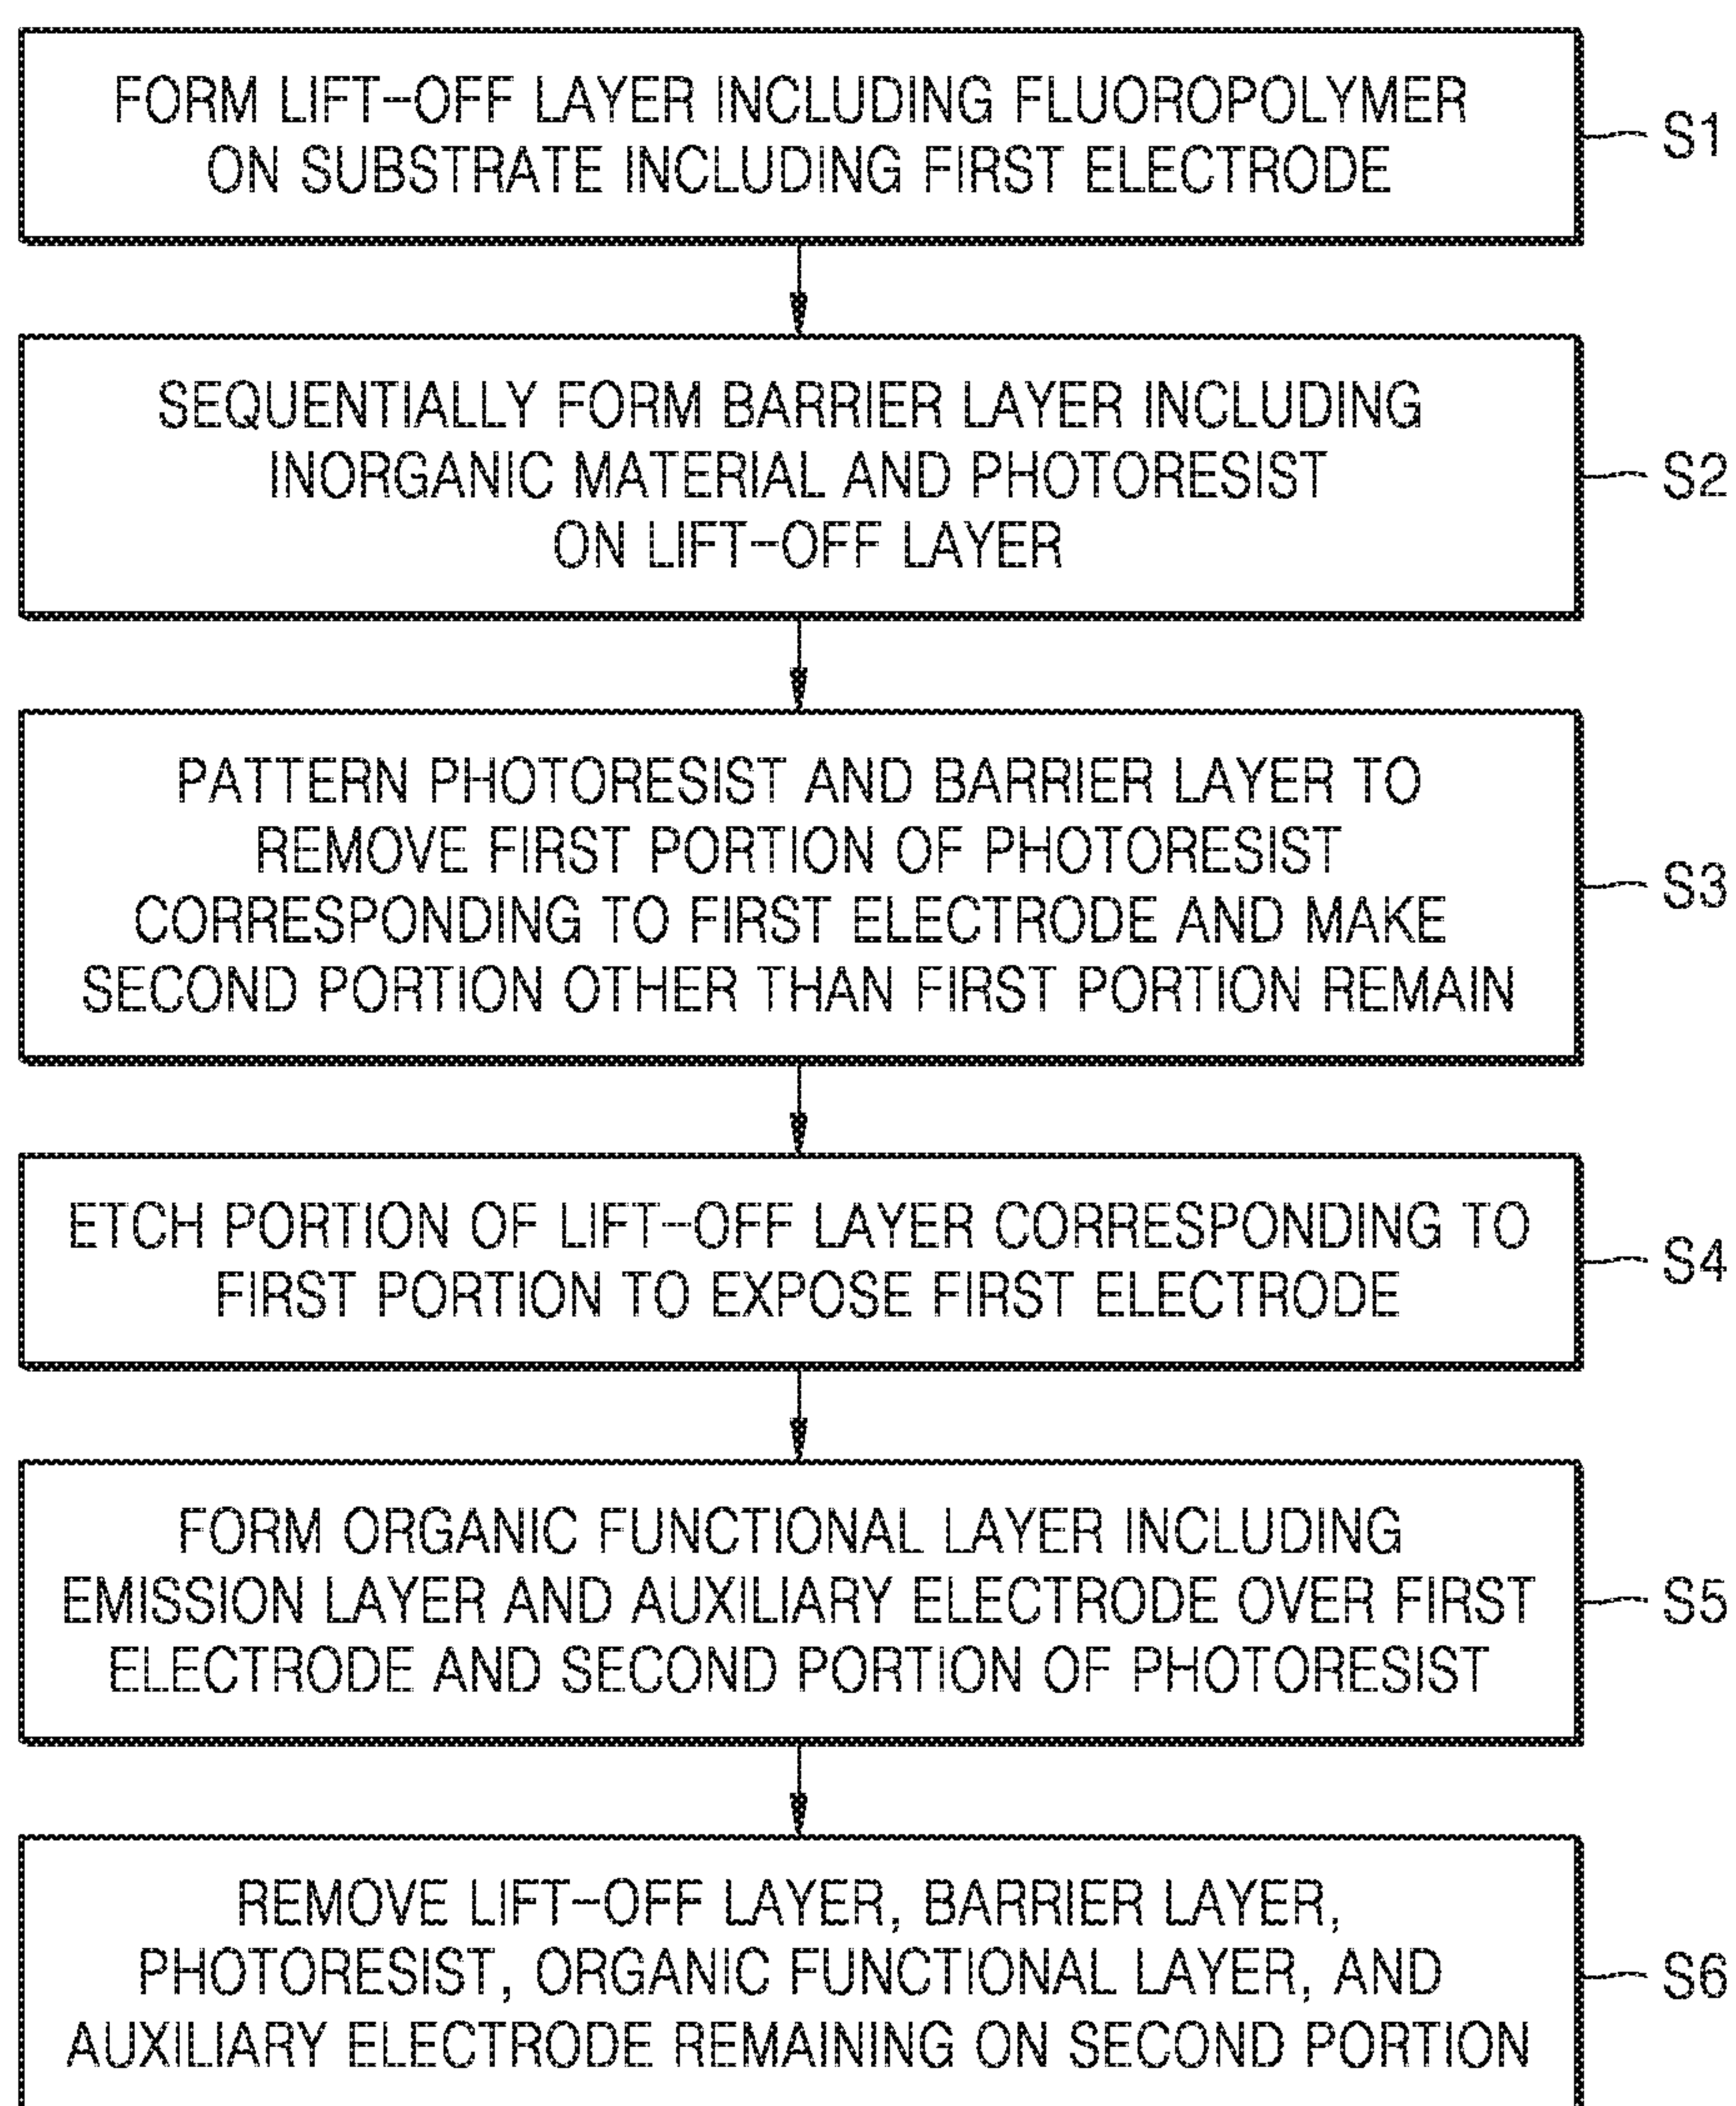 FORM LIFT-OFF LAYER INCLUDING FLUOROPOLYMER
ON SUBSTRATE INCLUDING FIRST ELECTRODE
S1
SEQUENTIALLY FORM BARRIER LAYER INCLUDING
INORGANIC MATERIAL AND PHOTORESIST
ON LIFT-OFF LAYER
S2
PATTERN PHOTORESIST AND BARRIER LAYER TO
REMOVE FIRST PORTION OF PHOTORESIST
CORRESPONDING TO FIRST ELECTRODE AND MAKE
SECOND PORTION OTHER THAN FIRST PORTION REMAIN
S3
ETCH PORTION OF LIFT-OFF LAYER CORRESPONDING TO
FIRST PORTION TO EXPOSE FIRST ELECTRODE
S4
FORM ORGANIC FUNCTIONAL LAYER INCLUDING
EMISSION LAYER AND AUXILIARY ELECTRODE OVER FIRST
ELECTRODE AND SECOND PORTION OF PHOTORESIST
S5
REMOVE LIFT-OFF LAYER, BARRIER LAYER,
PHOTORESIST, ORGANIC FUNCTIONAL LAYER, AND
AUXILIARY ELECTRODE REMAINING ON SECOND PORTION
S6